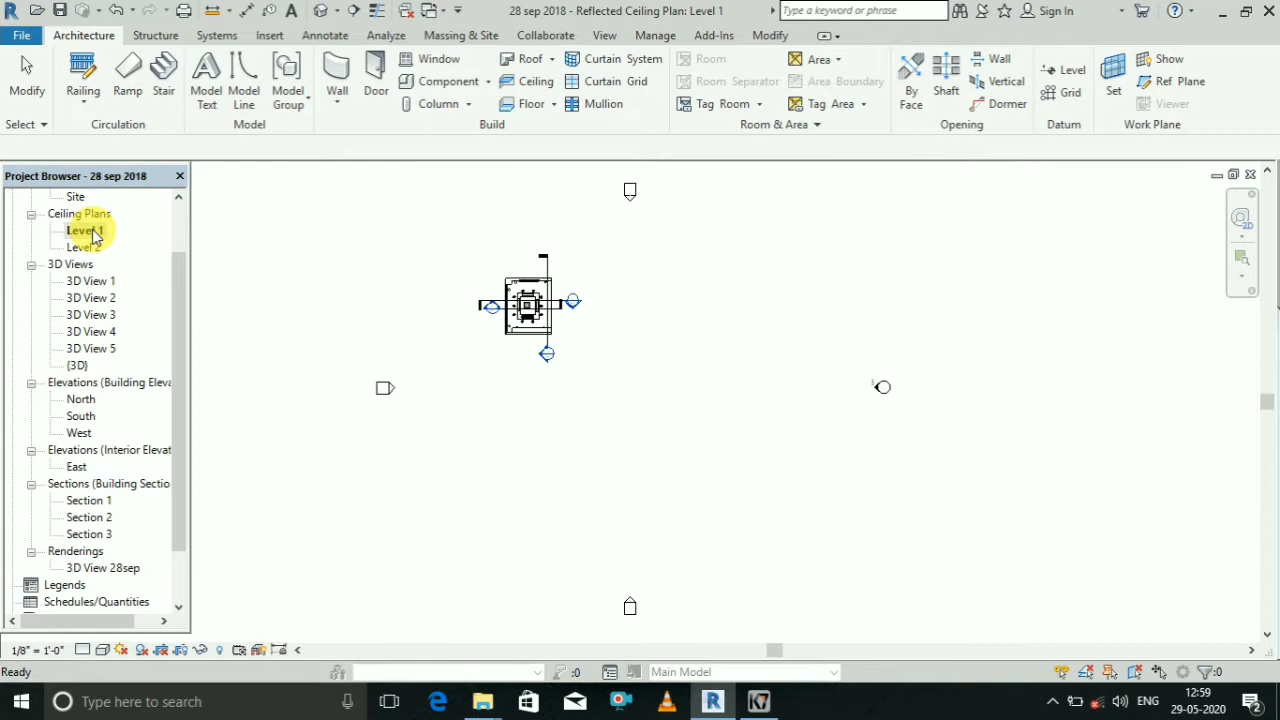 28 sep 2018 - Reflected Ceiling Plan: Level 1
Type a keyword or phrase
Sign In
File
Architecture
Structure
Systems
Insert
Annotate
Analyze
Massing & Site
Collaborate
View
Manage
Add-Ins
Modify
Modify
Railing
Ramp
Stair
Model Text
Model Line
Model Group
Wall
Door
Window
Component
Column
Roof
Ceiling
Floor
Curtain System
Curtain Grid
Mullion
Room
Room Separator
Tag Room
Area
Area Boundary
Tag Area
By Face
Shaft
Wall
Vertical
Dormer
Level
Grid
Set
Show
Ref Plane
Viewer
Select
Circulation
Model
Build
Room & Area
Opening
Datum
Work Plane
Project Browser - 28 sep 2018
Site
Ceiling Plans
Level 1
Level 2
3D Views
3D View 1
3D View 2
3D View 3
3D View 4
3D View 5
{3D}
Elevations (Building Eleva
North
South
West
Elevations (Interior Elevat
East
Sections (Building Sectio
Section 1
Section 2
Section 3
Renderings
3D View 28sep
Legends
Schedules/Quantities
2D
1/8" = 1'-0"
Ready
:0
Main Model
:0
Type here to search
ENG
12:59
29-05-2020
2